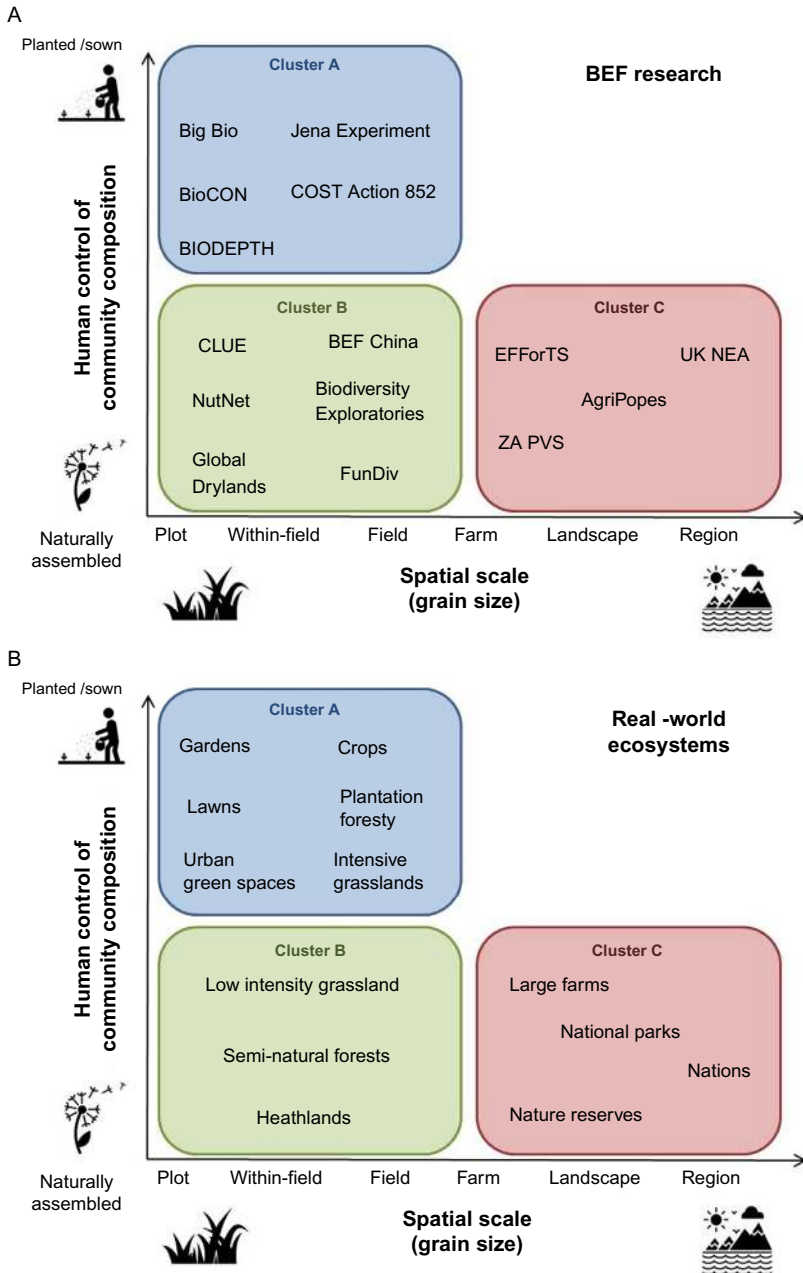 A
Planted /sown
Human control of
community composition
Naturally
assembled
BEF research
Cluster A
Big Bio
Jena Experiment
BioCON
COST Action 852
BIODEPTH
Cluster B
CLUE
BEF China
NutNet
Biodiversity
Exploratories
Global
Drylands
FunDiv
Cluster C
EFForTS
UK NEA
AgriPopes
ZA PVS
Plot
Within-field
Field
Farm
Landscape
Region
Spatial scale
(grain size)
B
Planted /sown
Human control of
community composition
Naturally
assembled
Real -world
ecosystems
Cluster A
Gardens
Crops
Lawns
Plantation
foresty
Urban
green spaces
Intensive
grasslands
Cluster B
Low intensity grassland
Semi-natural forests
Heathlands
Cluster C
Large farms
National parks
Nations
Nature reserves
Plot
Within-field
Field
Farm
Landscape
Region
Spatial scale
(grain size)